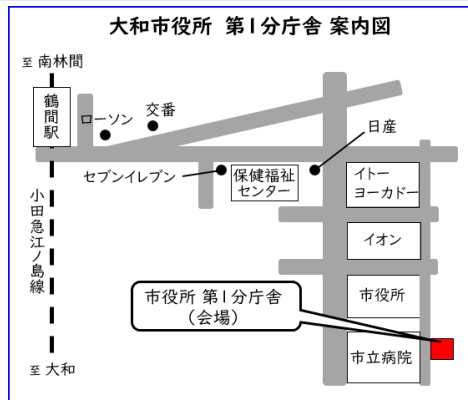 大和市役所 第1分庁舎 案内図
至 南林間
鶴間駅
ローソン
交番
日産
セブンイレブン
保健福祉
センター
イトー
ヨーカドー
小田急江ノ島線
イオン
市役所 第1分庁舎
(会場)
市役所
市立病院
至 大和